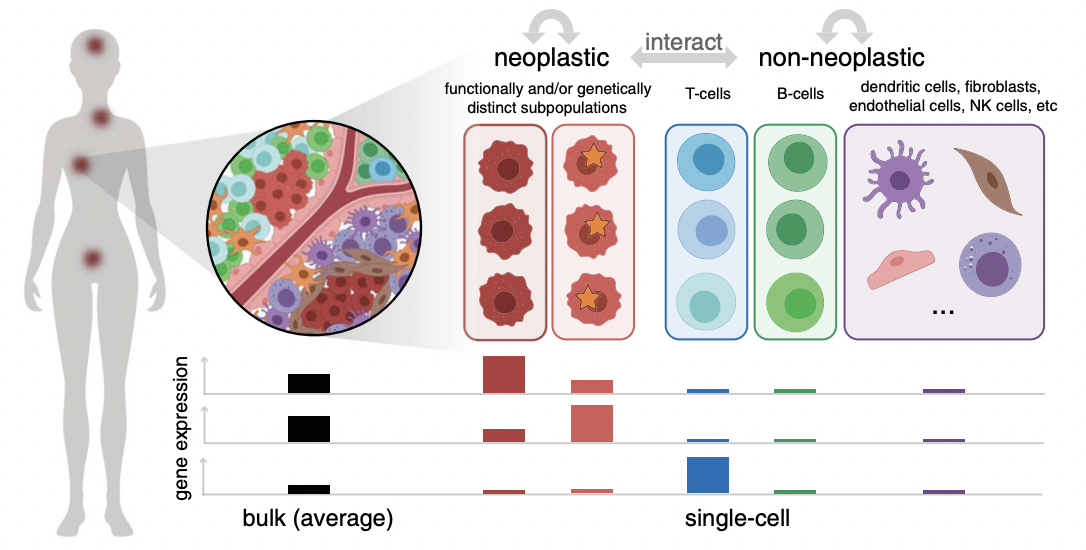 interact
neoplastic
non-neoplastic
functionally and/or genetically
distinct subpopulations
T-cells
B-cells
dendritic cells, fibroblasts,
endothelial cells, NK cells, etc
...
gene expression
bulk (average)
single-cell